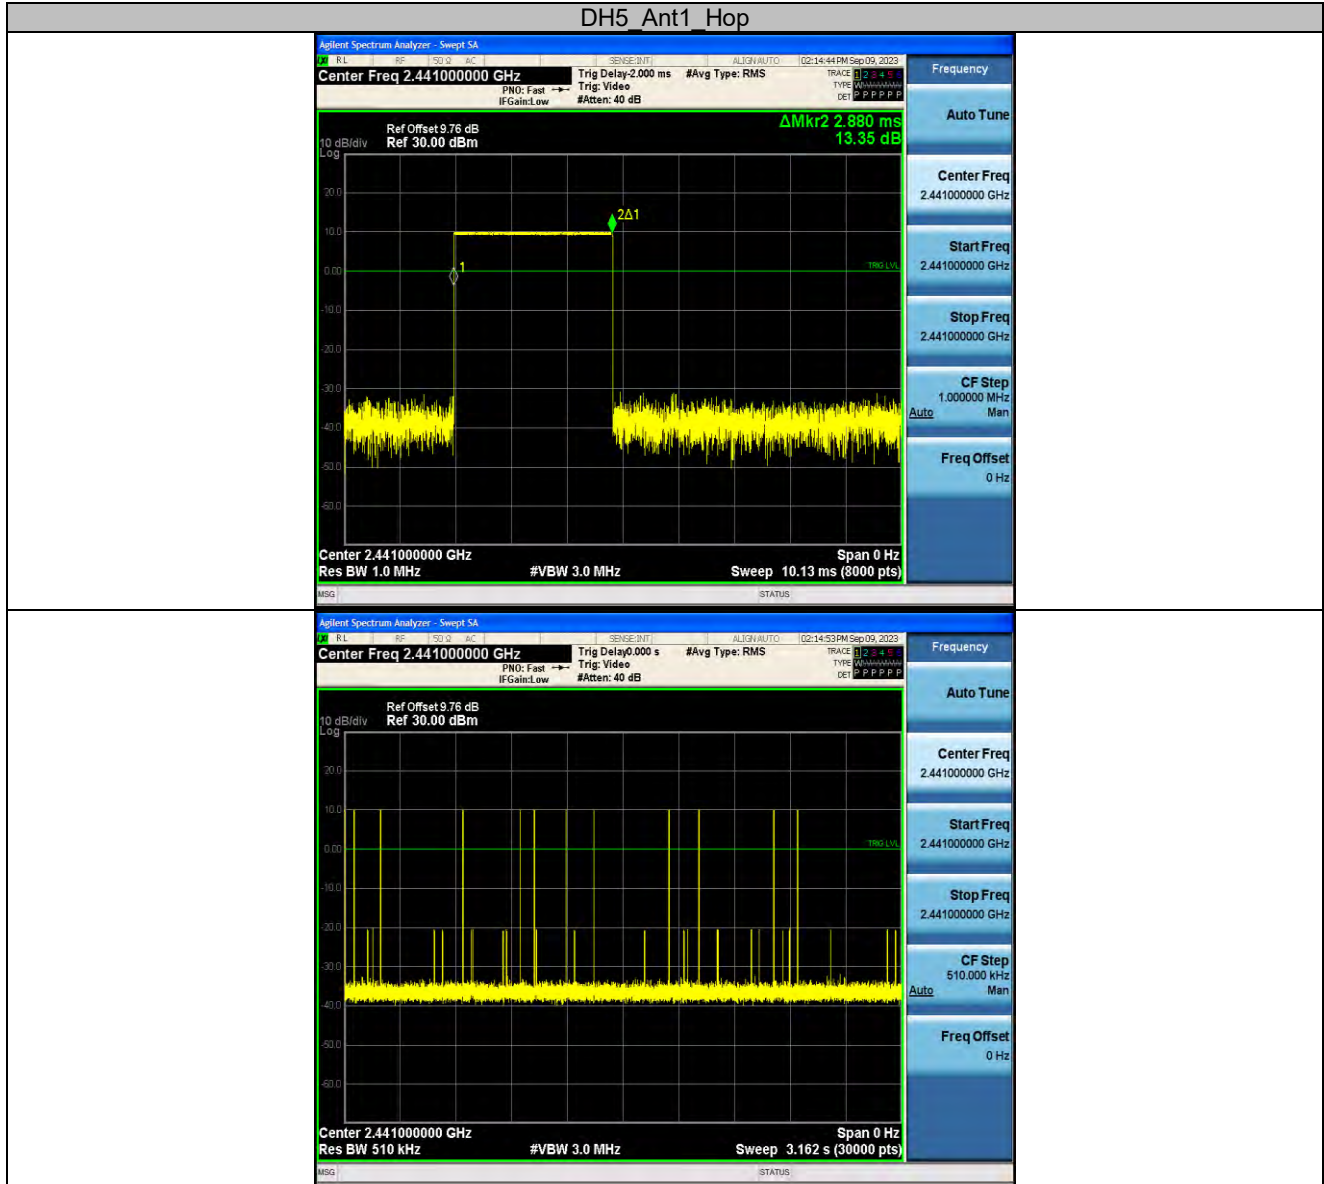 DH5_Ant1_Hop
Agilent Spectrum Analyzer - Swept SA
RL RF 50 Ω AC SENSE:INT ALIGN AUTO 02:14:44 PM Sep 09, 2023
Center Freq 2.441000000 GHz
Trig Delay-2.000 ms #Avg Type: RMS
TRACE 1 2 3 4 5 6
PNO: Fast Trig: Video
TYPE
IFGain:Low #Atten: 40 dB
DET P P P P P P
Frequency
ΔMkr2 2.880 ms
Ref Offset 9.76 dB
13.35 dB
10 dB/div Ref 30.00 dBm
Log
20.0
10.0
0.00
-10.0
-20.0
-30.0
-40.0
-50.0
-60.0
2Δ1
1
TRIG LVL
Center 2.441000000 GHz
Span 0 Hz
Res BW 1.0 MHz #VBW 3.0 MHz Sweep 10.13 ms (8000 pts)
MSG STATUS
Auto Tune
Center Freq
2.441000000 GHz
Start Freq
2.441000000 GHz
Stop Freq
2.441000000 GHz
CF Step
1.000000 MHz
Auto Man
Freq Offset
0 Hz
Agilent Spectrum Analyzer - Swept SA
RL RF 50 Ω AC SENSE:INT ALIGN AUTO 02:14:53 PM Sep 09, 2023
Center Freq 2.441000000 GHz
Trig Delay0.000 s #Avg Type: RMS
TRACE 1 2 3 4 5 6
PNO: Fast Trig: Video
TYPE
IFGain:Low #Atten: 40 dB
DET P P P P P P
Frequency
Ref Offset 9.76 dB
10 dB/div Ref 30.00 dBm
Log
20.0
10.0
0.00
-10.0
-20.0
-30.0
-40.0
-50.0
-60.0
TRIG LVL
Center 2.441000000 GHz
Span 0 Hz
Res BW 510 kHz #VBW 3.0 MHz Sweep 3.162 s (30000 pts)
MSG STATUS
Auto Tune
Center Freq
2.441000000 GHz
Start Freq
2.441000000 GHz
Stop Freq
2.441000000 GHz
CF Step
510.000 kHz
Auto Man
Freq Offset
0 Hz